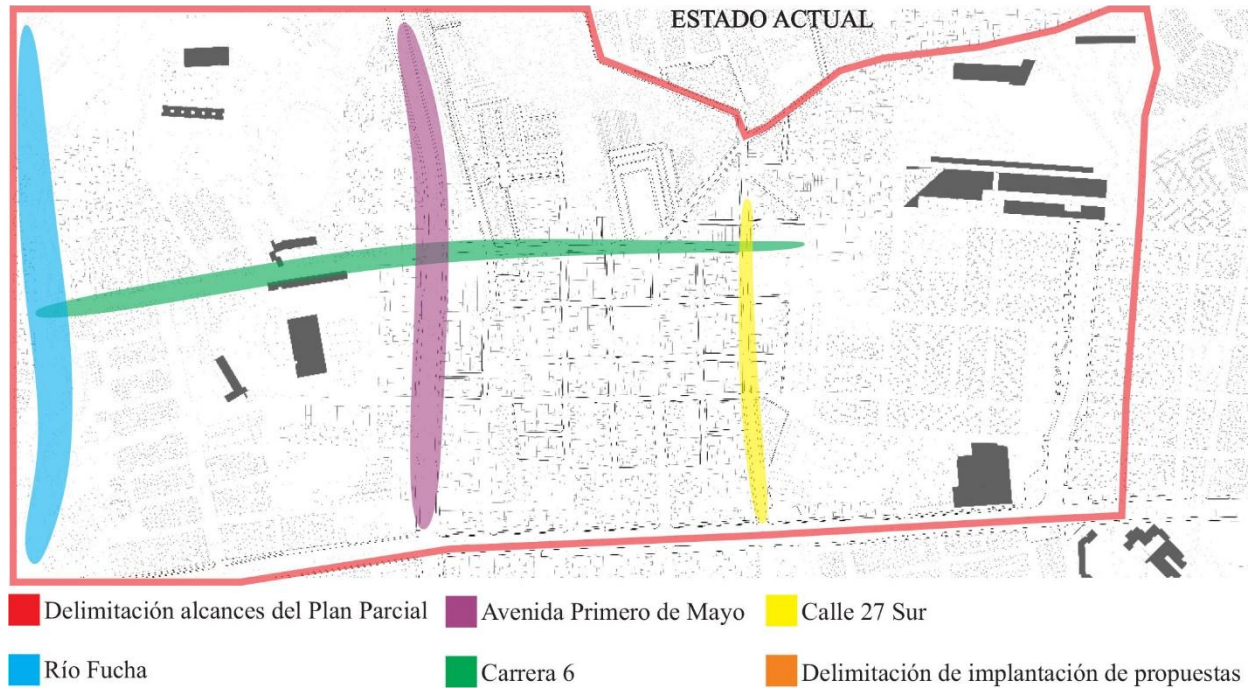 ESTADO ACTUAL
Delimitación alcances del Plan Parcial
Avenida Primero de Mayo
Calle 27 Sur
Río Fucha
Carrera 6
Delimitación de implantación de propuestas